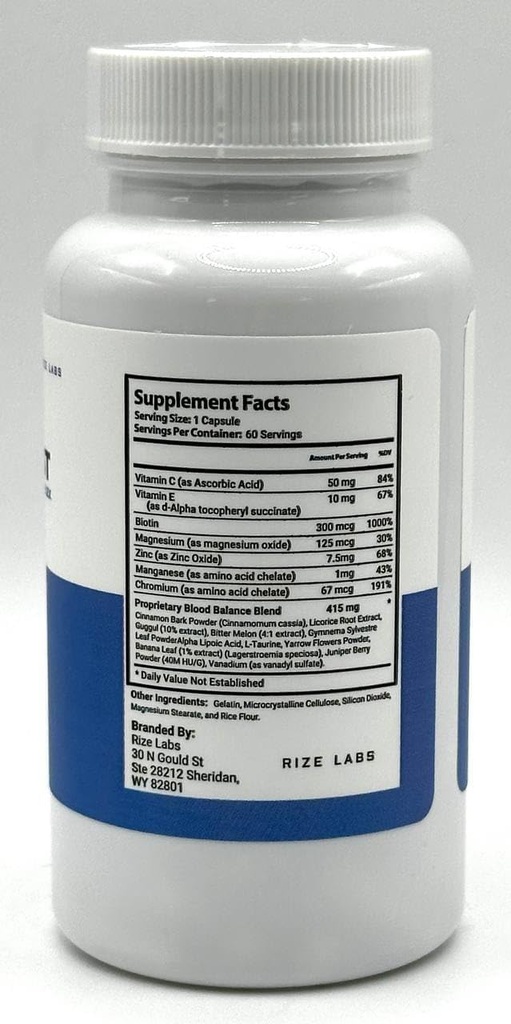 LABS
T
Supplement Facts
Serving Size: 1 Capsule
Servings Per Container: 60 Servings
Amount Per Serving %DV
Vitamin C (as Ascorbic Acid) 50 mg 84%
Vitamin E 10 mg 67%
(as d-Alpha tocopheryl succinate)
Biotin 300 mcg 1000%
Magnesium (as magnesium oxide) 125 mcg 30%
Zinc (as Zinc Oxide) 7.5mg 68%
Manganese (as amino acid chelate) 1mg 43%
Chromium (as amino acid chelate) 67 mcg 191%
Proprietary Blood Balance Blend 415 mg *
Cinnamon Bark Powder (Cinnamomum cassia), Licorice Root Extract,
Guggul (10% extract), Bitter Melon (4:1 extract), Gymnema Sylvestre
Leaf PowderAlpha Lipoic Acid, L-Taurine, Yarrow Flowers Powder,
Banana Leaf (1% extract) (Lagerstroemia speciosa), Juniper Berry
Powder (40M HU/G), Vanadium (as vanadyl sulfate).
* Daily Value Not Established
Other Ingredients: Gelatin, Microcrystalline Cellulose, Silicon Dioxide,
Magnesium Stearate, and Rice Flour.
Branded By:
Rize Labs
30 N Gould St
Ste 28212 Sheridan,
WY 82801
RIZE LABS